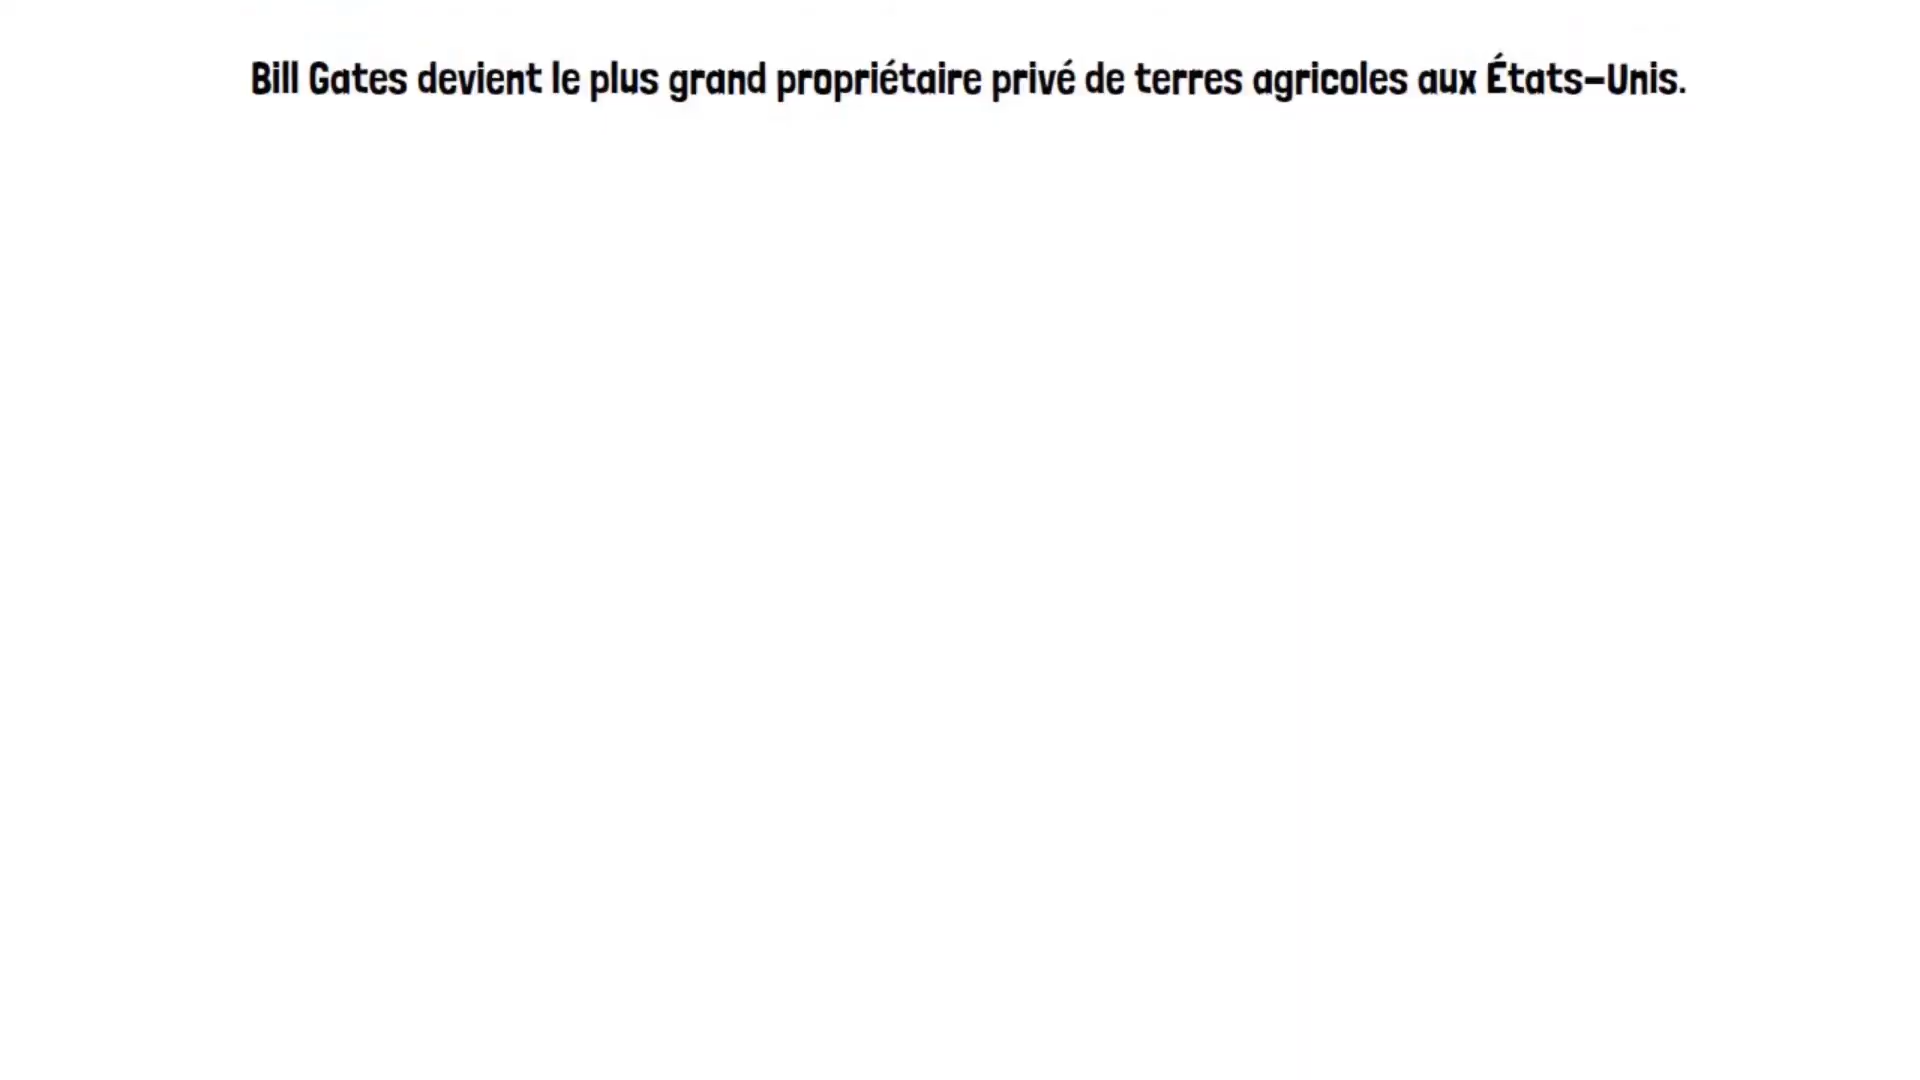 Bill Gates devient le plus grand propriétaire privé de terres agricoles aux États-Unis.